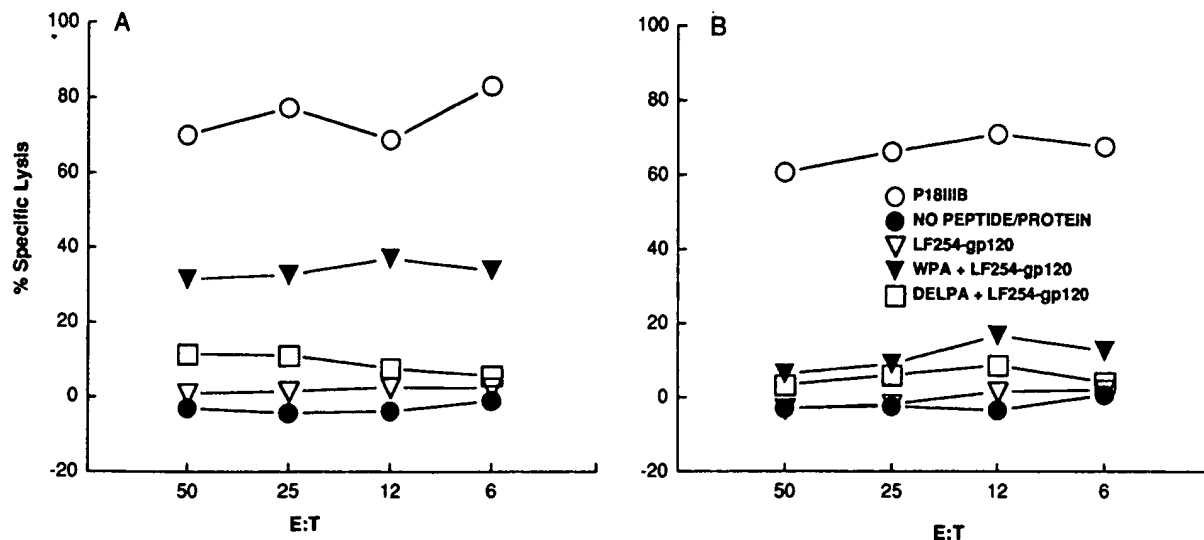 A
% Specific Lysis
100
80
60
40
20
0
-20
50 25 12 6
E:T
B
100
80
60
40
20
0
-20
P18IIIB
NO PEPTIDE/PROTEIN
LF254-gp120
WPA + LF254-gp120
DELPA + LF254-gp120
50 25 12 6
E:T